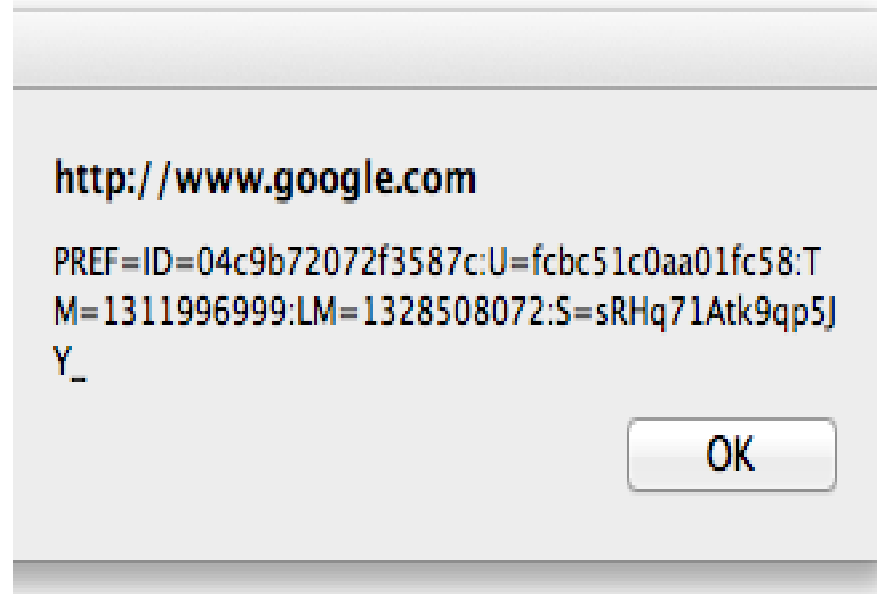 http://www.google.com
PREF=ID=04c9b72072f3587c:U=fcbc51c0aa01fc58:T
M=1311996999:LM=1328508072:S=sRHq71Atk9qp5J
Y_
OK